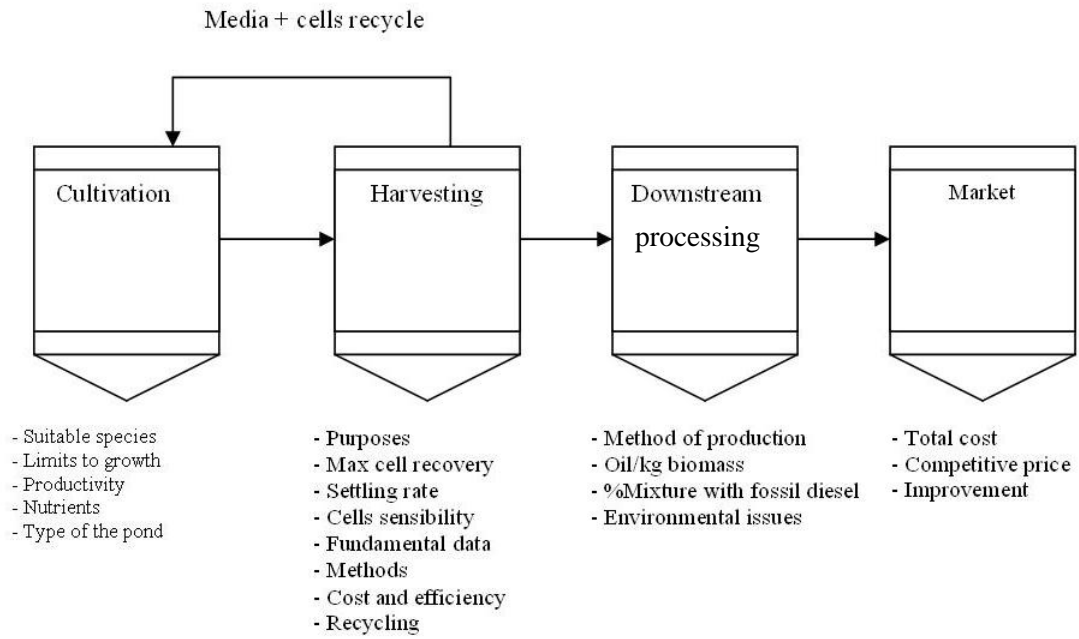 Media + cells recycle
Cultivation
Harvesting
Downstream
processing
Market
- Suitable species
- Limits to growth
- Productivity
- Nutrients
- Type of the pond
- Purposes
- Max cell recovery
- Settling rate
- Cells sensibility
- Fundamental data
- Methods
- Cost and efficiency
- Recycling
- Method of production
- Oil/kg biomass
- %Mixture with fossil diesel
- Environmental issues
- Total cost
- Competitive price
- Improvement